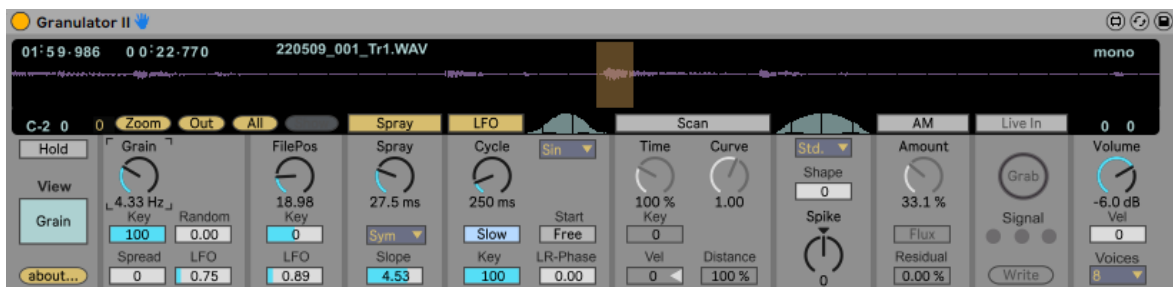 Granulator II
01:59.986 00:22.770 220509_001_Tr1.WAV mono
C-2 0 0 Zoom Out All Spray LFO Scan AM Live In 0 0
Hold Grain FilePos Spray Cycle Sin Time Curve Std. Amount Grab Volume
View 4.33 Hz 18.98 27.5 ms 250 ms 100 % 1.00 Shape 0 33.1 % -6.0 dB
Grain Key 100 Random 0.00 Key 0 Sym Slow Start Free Key 0 Spike Flux Signal Vel 0
about... Spread 0 LFO 0.75 LFO 0.89 Slope 4.53 Key 100 LR-Phase 0.00 Vel 0 Distance 100 % 0 Residual 0.00 % Write Voices 8